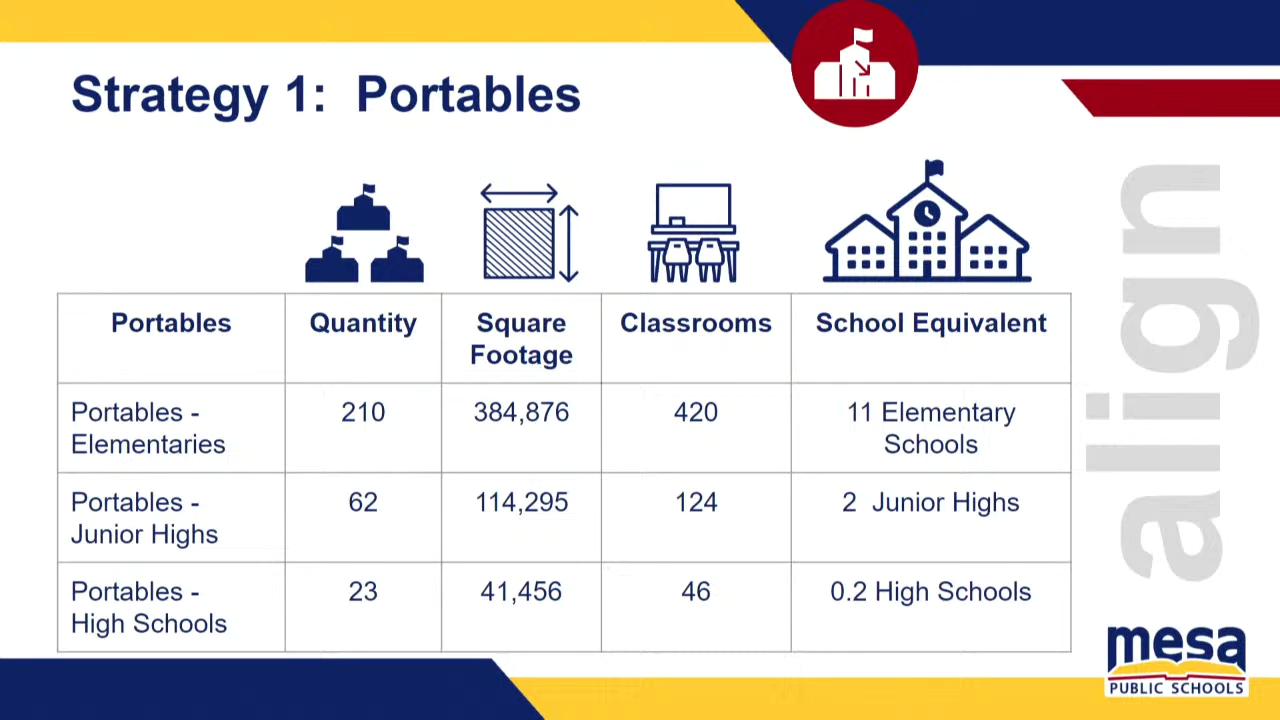 Strategy 1: Portables
Portables
Quantity
Square
Footage
Classrooms
School Equivalent
Portables -
Elementaries
210
384,876
420
11 Elementary
Schools
Portables -
Junior Highs
62
114,295
124
2 Junior Highs
Portables -
High Schools
23
41,456
46
0.2 High Schools
align
mesa
PUBLIC SCHOOLS